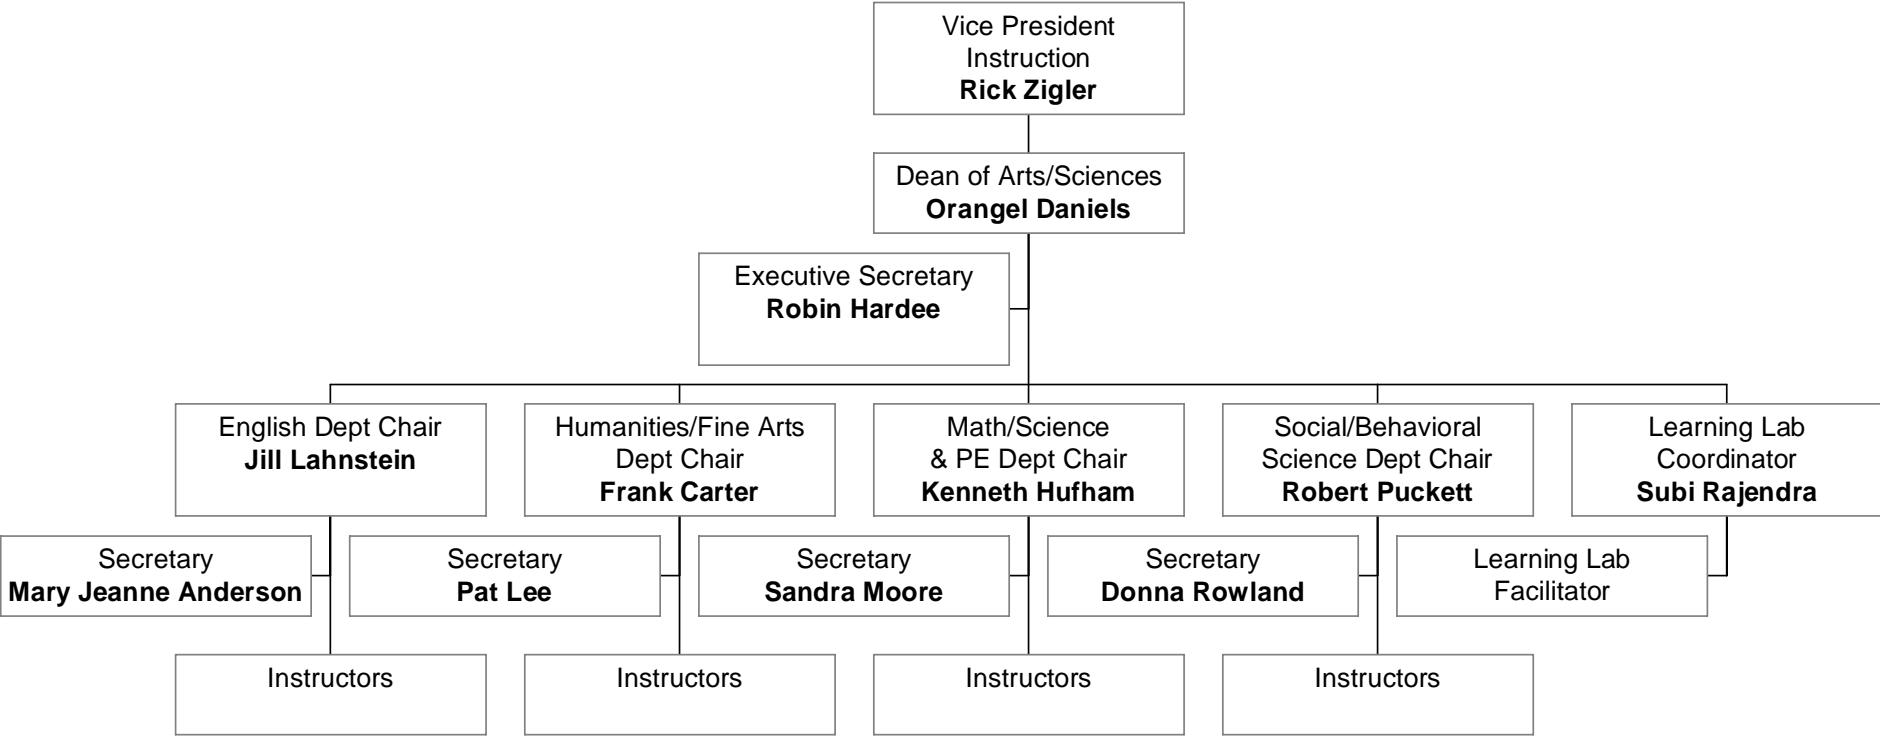 Vice President
Instruction
Rick Zigler
Dean of Arts/Sciences
Orangel Daniels
Executive Secretary
Robin Hardee
English Dept Chair
Jill Lahnstein
Humanities/Fine Arts
Dept Chair
Frank Carter
Math/Science
& PE Dept Chair
Kenneth Hufham
Social/Behavioral
Science Dept Chair
Robert Puckett
Learning Lab
Coordinator
Subi Rajendra
Secretary
Mary Jeanne Anderson
Secretary
Pat Lee
Secretary
Sandra Moore
Secretary
Donna Rowland
Learning Lab
Facilitator
Instructors
Instructors
Instructors
Instructors